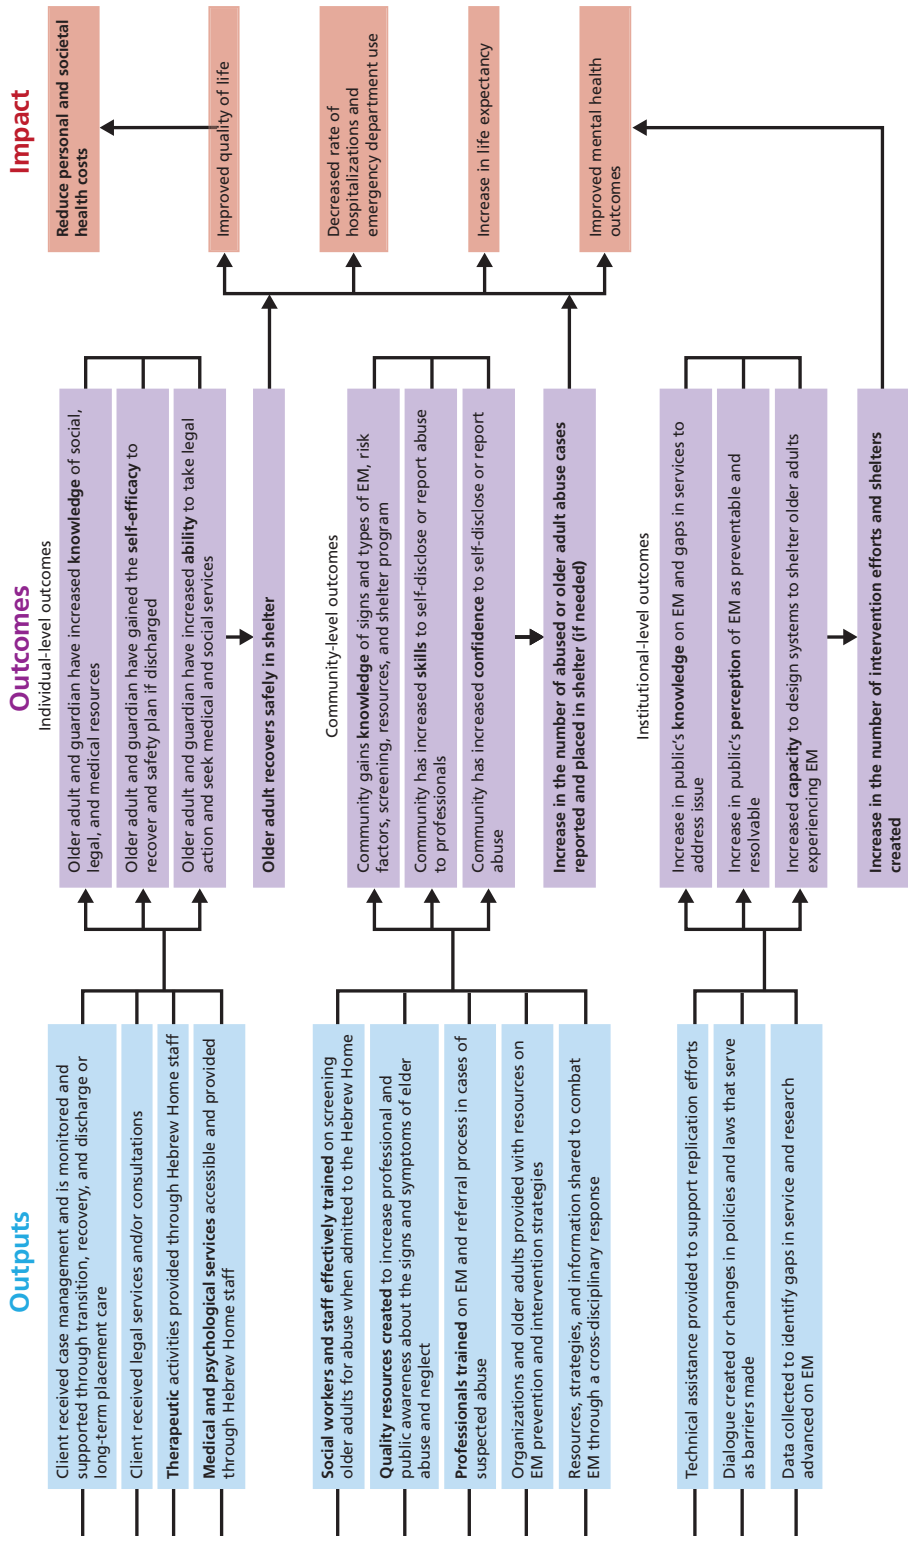 Outputs
Client received case management and is monitored and
supported through transition, recovery, and discharge or
long-term placement care
Client received legal services and/or consultations
Therapeutic activities provided through Hebrew Home staff
Medical and psychological services accessible and provided
through Hebrew Home staff
Social workers and staff effectively trained on screening
older adults for abuse when admitted to the Hebrew Home
Quality resources created to increase professional and
public awareness about the signs and symptoms of elder
abuse and neglect
Professionals trained on EM and referral process in cases of
suspected abuse
Organizations and older adults provided with resources on
EM prevention and intervention strategies
Resources, strategies, and information shared to combat
EM through a cross-disciplinary response
Technical assistance provided to support replication efforts
Dialogue created or changes in policies and laws that serve
as barriers made
Data collected to identify gaps in service and research
advanced on EM
Outcomes
Individual-level outcomes
Older adult and guardian have increased knowledge of social,
legal, and medical resources
Older adult and guardian have gained the self-efficacy to
recover and safety plan if discharged
Older adult and guardian have increased ability to take legal
action and seek medical and social services
Older adult recovers safely in shelter
Community-level outcomes
Community gains knowledge of signs and types of EM, risk
factors, screening, resources, and shelter program
Community has increased skills to self-disclose or report abuse
to professionals
Community has increased confidence to self-disclose or report
abuse
Increase in the number of abused or older adult abuse cases
reported and placed in shelter (if needed)
Institutional-level outcomes
Increase in public's knowledge on EM and gaps in services to
address issue
Increase in public's perception of EM as preventable and
resolvable
Increased capacity to design systems to shelter older adults
experiencing EM
Increase in the number of intervention efforts and shelters
created
Impact
Reduce personal and societal
health costs
Improved quality of life
Decreased rate of
hospitalizations and
emergency department use
Increase in life expectancy
Improved mental health
outcomes